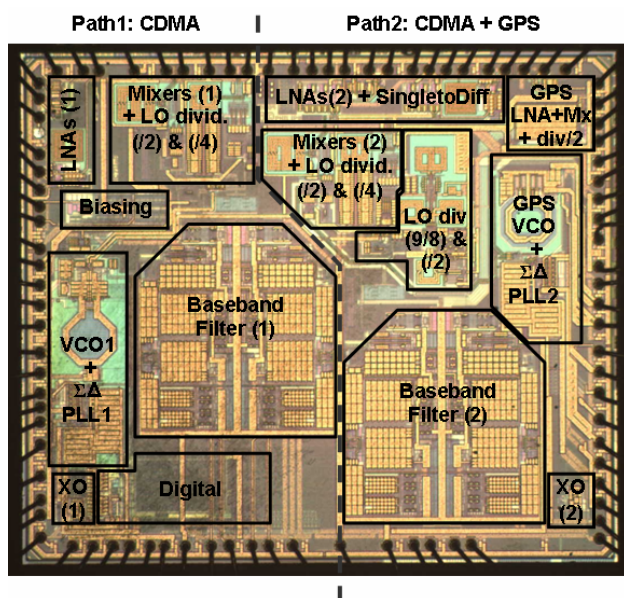 Path1: CDMA
Path2: CDMA + GPS
LNAs (1)
Mixers (1)
+ LO divid.
(/2) & (/4)
LNAs(2) + SingletoDiff
GPS
LNA+Mx
+ div/2
Mixers (2)
+ LO divid.
(/2) & (/4)
Biasing
LO div
(9/8) &
(/2)
GPS
VCO
+
ΣΔ
PLL2
VCO1
+
ΣΔ
PLL1
Baseband
Filter (1)
Baseband
Filter (2)
XO
(1)
Digital
XO
(2)